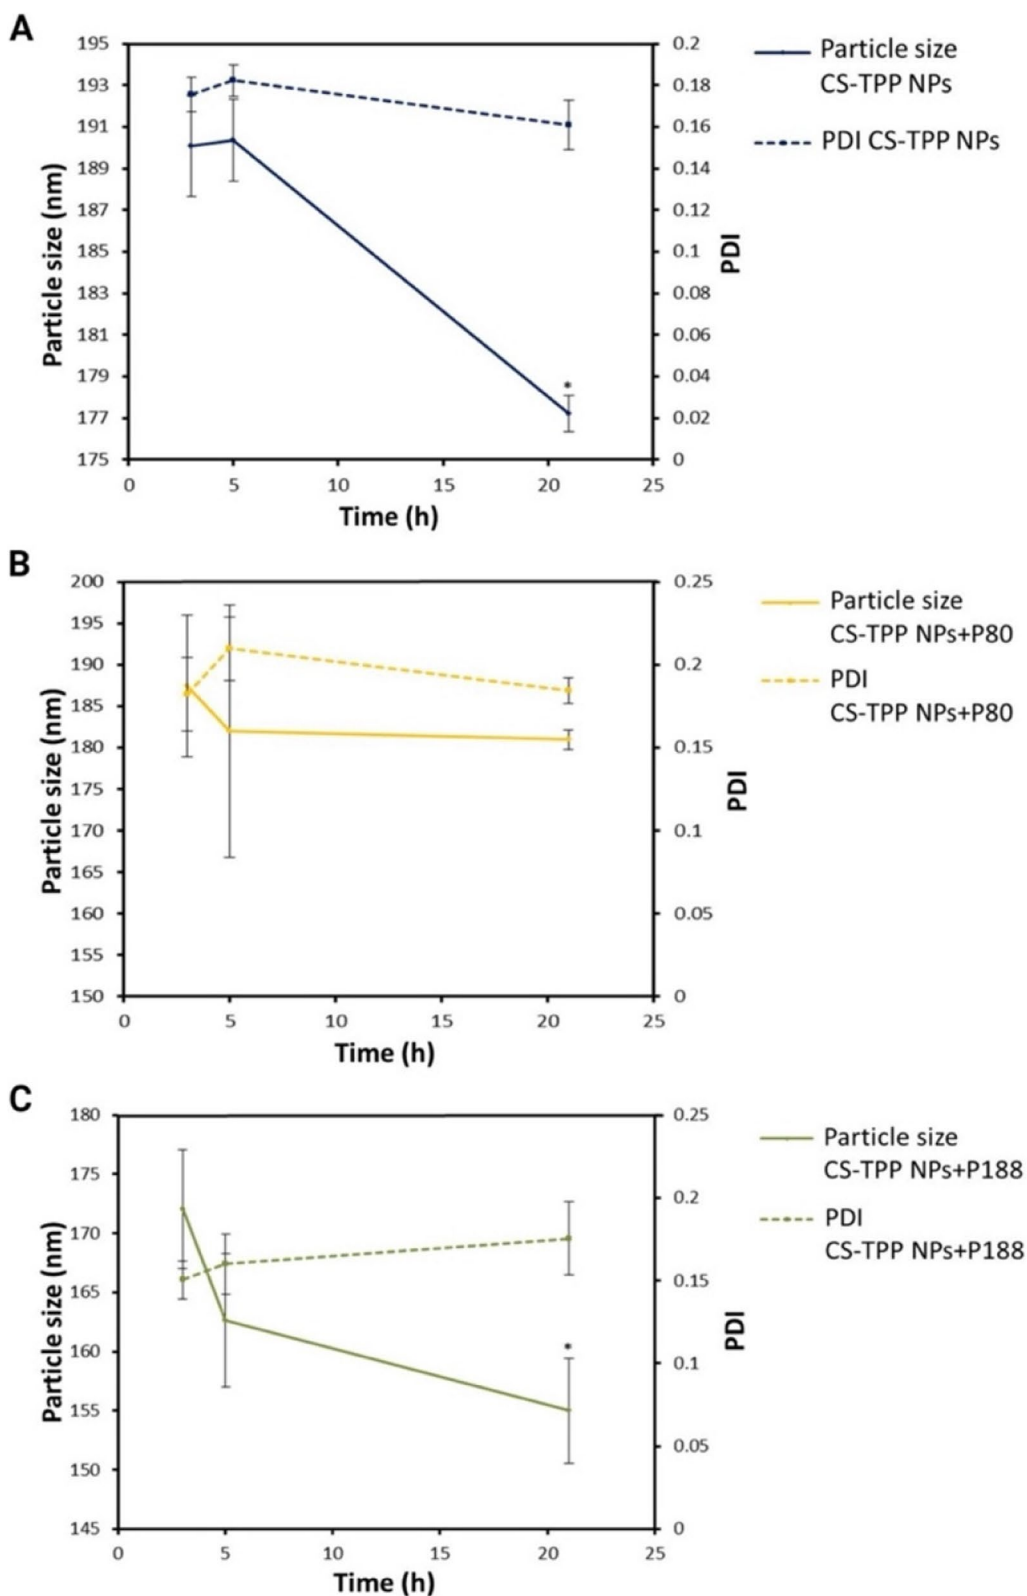 A
195
193
191
189
187
185
183
181
179
177
175
Particle size (nm)
0.2
0.18
0.16
0.14
0.12
0.1
0.08
0.06
0.04
0.02
0
PDI
*
0 5 10 15 20 25
Time (h)
Particle size
CS-TPP NPs
PDI CS-TPP NPs
B
200
195
190
185
180
175
170
165
160
155
150
Particle size (nm)
0.25
0.2
0.15
0.1
0.05
0
PDI
0 5 10 15 20 25
Time (h)
Particle size
CS-TPP NPs+P80
PDI
CS-TPP NPs+P80
C
180
175
170
165
160
155
150
145
Particle size (nm)
0.25
0.2
0.15
0.1
0.05
0
PDI
*
0 5 10 15 20 25
Time (h)
Particle size
CS-TPP NPs+P188
PDI
CS-TPP NPs+P188